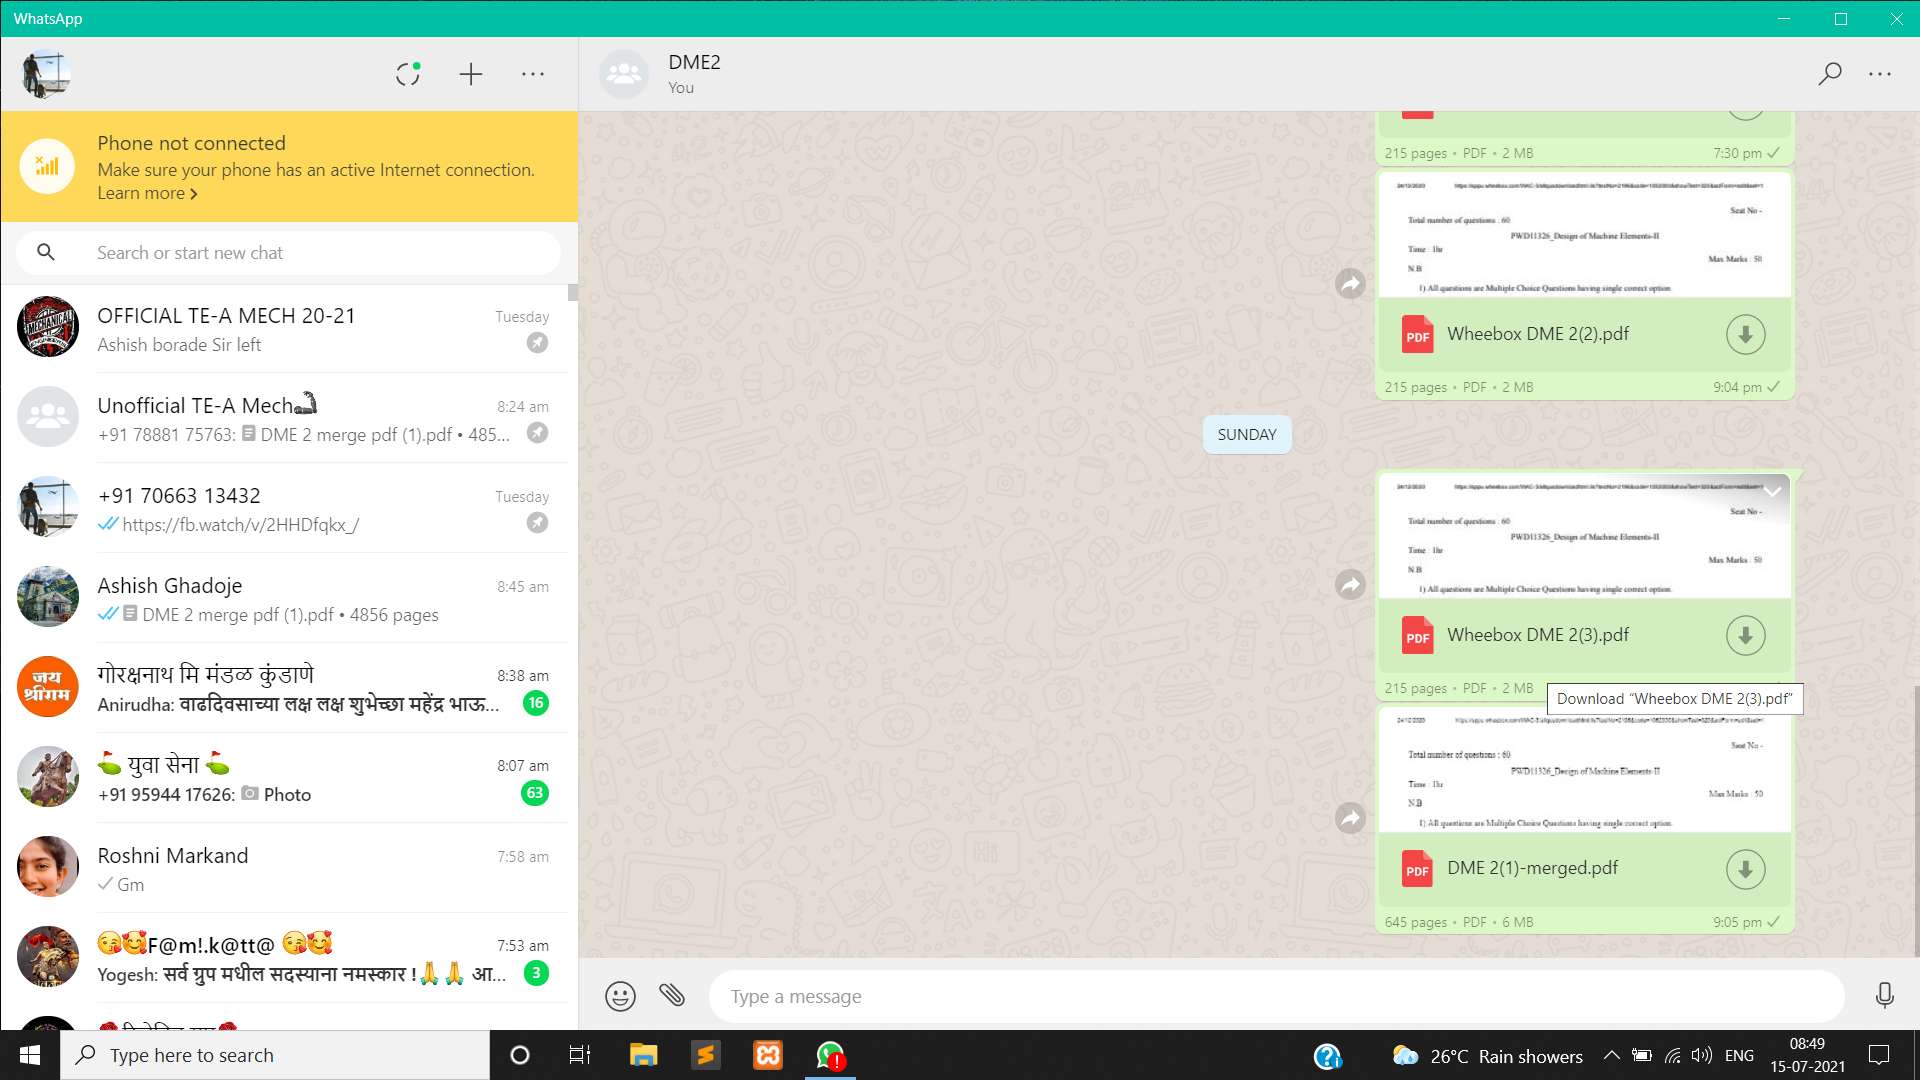 WhatsApp
DME2
You
Phone not connected
Make sure your phone has an active Internet connection.
Learn more
Search or start new chat
OFFICIAL TE-A MECH 20-21
Tuesday
Ashish borade Sir left
Unofficial TE-A Mech
8:24 am
+91 78881 75763: DME 2 merge pdf (1).pdf • 485...
+91 70663 13432
Tuesday
https://fb.watch/v/2HHDfqkx_/
Ashish Ghadoje
8:45 am
DME 2 merge pdf (1).pdf • 4856 pages
जय
श्रीराम
गोरक्षनाथ मि मंडळ कुंडाणे
8:38 am
Anirudha: वाढदिवसाच्या लक्ष लक्ष शुभेच्छा महेंद्र भाऊ...
16
युवा सेना
8:07 am
+91 95944 17626: Photo
63
Roshni Markand
7:58 am
Gm
😘🥰F@m!.k@tt@ 😘🥰
7:53 am
Yogesh: सर्व ग्रुप मधील सदस्याना नमस्कार !🙏🙏 आ...
3
215 pages • PDF • 2 MB
7:30 pm
24/12/2020
Seat No -
Total number of questions : 60
PWD11326_Design of Machine Elements-II
Time : 1hr
Max Marks : 50
N.B
1) All questions are Multiple Choice Questions having single correct option.
PDF
Wheebox DME 2(2).pdf
215 pages • PDF • 2 MB
9:04 pm
SUNDAY
24/12/2020
Seat No -
Total number of questions : 60
PWD11326_Design of Machine Elements-II
Time : 1hr
Max Marks : 50
N.B
1) All questions are Multiple Choice Questions having single correct option.
PDF
Wheebox DME 2(3).pdf
215 pages • PDF • 2 MB
Download “Wheebox DME 2(3).pdf”
24/12/2020
Seat No -
Total number of questions : 60
PWD11326_Design of Machine Elements-II
Time : 1hr
Max Marks : 50
N.B
1) All questions are Multiple Choice Questions having single correct option.
PDF
DME 2(1)-merged.pdf
645 pages • PDF • 6 MB
9:05 pm
Type a message
Type here to search
26°C Rain showers
ENG
08:49
15-07-2021